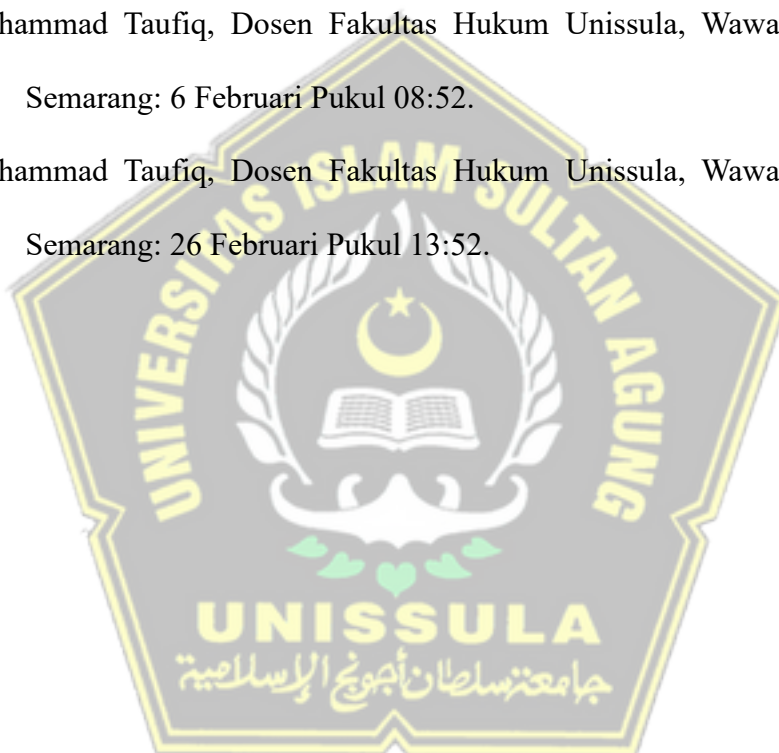 hammad Taufiq, Dosen Fakultas Hukum Unissula, Wawa
Semarang: 6 Februari Pukul 08:52.
hammad Taufiq, Dosen Fakultas Hukum Unissula, Wawa
Semarang: 26 Februari Pukul 13:52.
UNIVERSITAS ISLAM SULTAN AGUNG
UNISSULA
جامعة سلطان أجونج الإسلامية